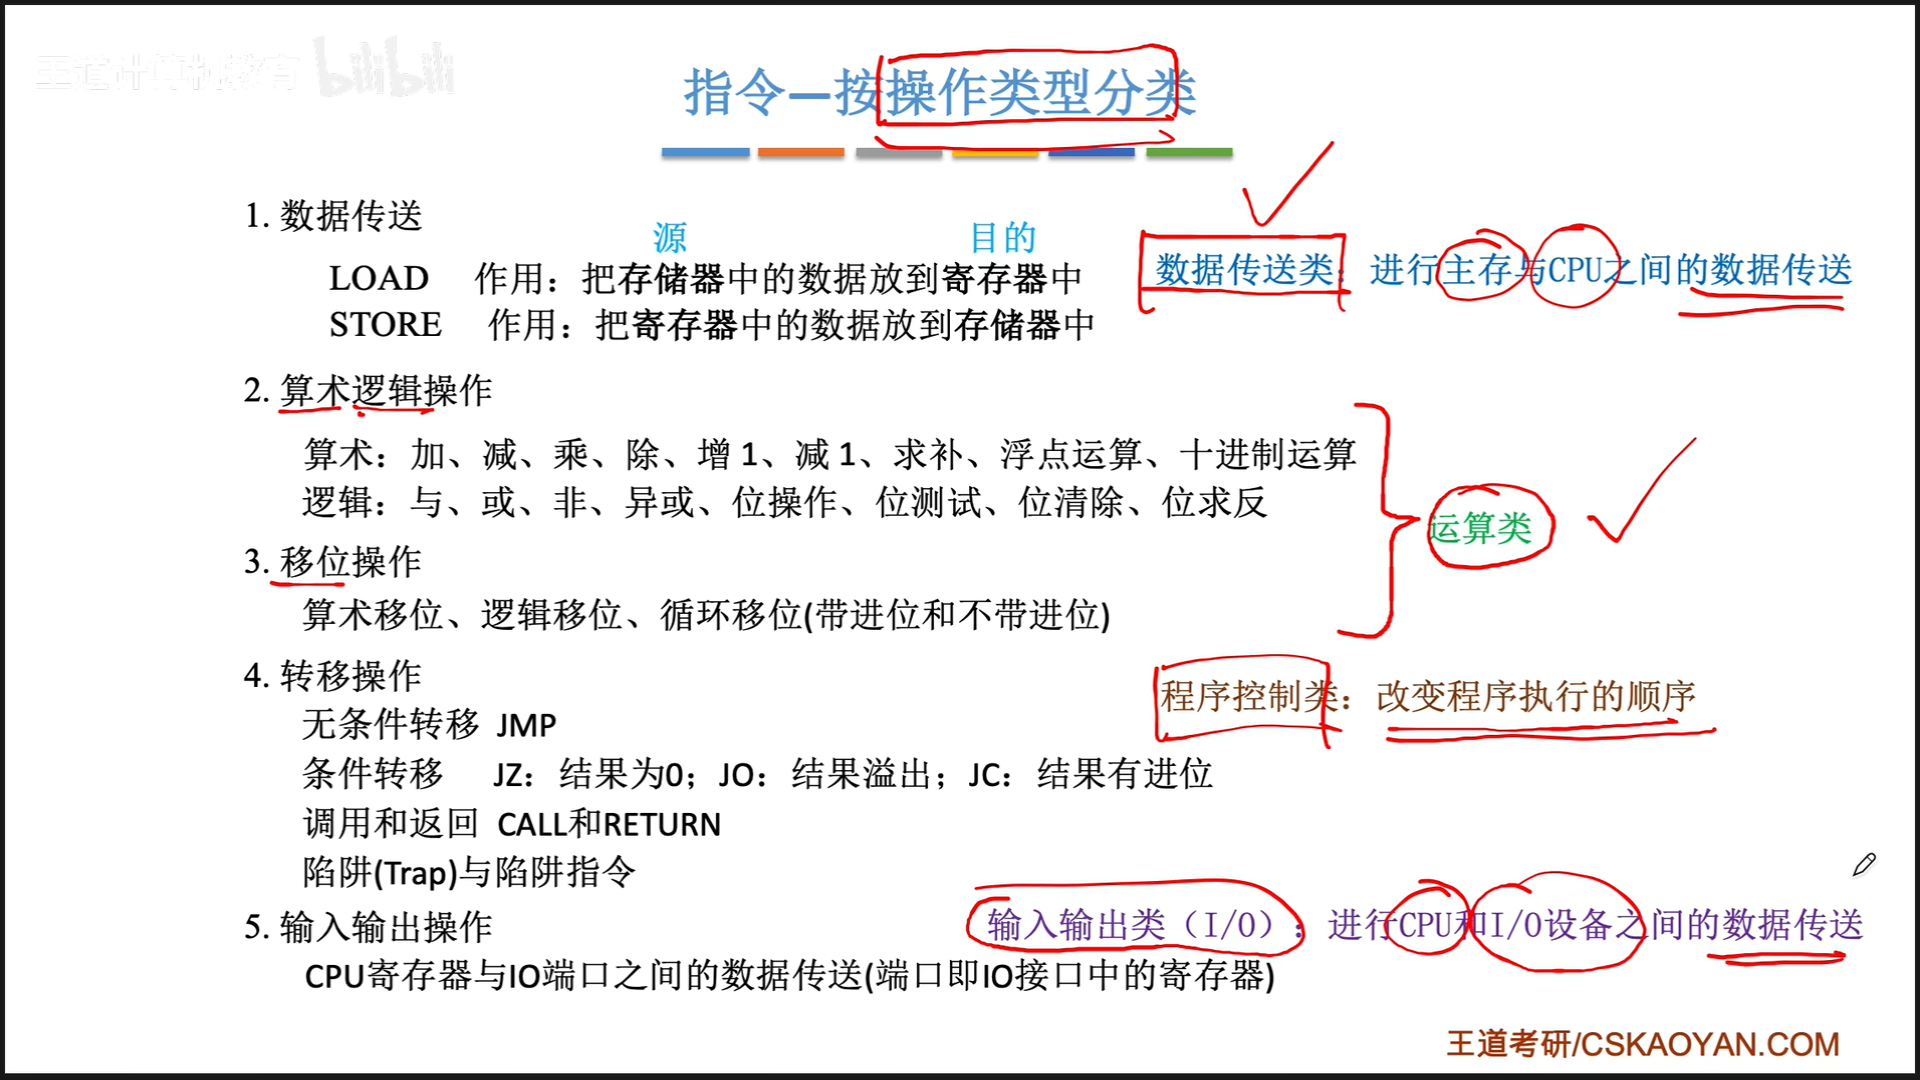 王道计算机教育 bilibili
指令—按操作类型分类
1. 数据传送
源 目的
LOAD 作用：把存储器中的数据放到寄存器中
STORE 作用：把寄存器中的数据放到存储器中
数据传送类：进行主存与CPU之间的数据传送
2. 算术逻辑操作
算术：加、减、乘、除、增 1、减 1、求补、浮点运算、十进制运算
逻辑：与、或、非、异或、位操作、位测试、位清除、位求反
运算类
3. 移位操作
算术移位、逻辑移位、循环移位(带进位和不带进位)
4. 转移操作
程序控制类：改变程序执行的顺序
无条件转移 JMP
条件转移 JZ：结果为0；JO：结果溢出；JC：结果有进位
调用和返回 CALL和RETURN
陷阱(Trap)与陷阱指令
5. 输入输出操作
输入输出类（I/O）：进行CPU和I/O设备之间的数据传送
CPU寄存器与IO端口之间的数据传送(端口即IO接口中的寄存器)
王道考研/CSKAOYAN.COM